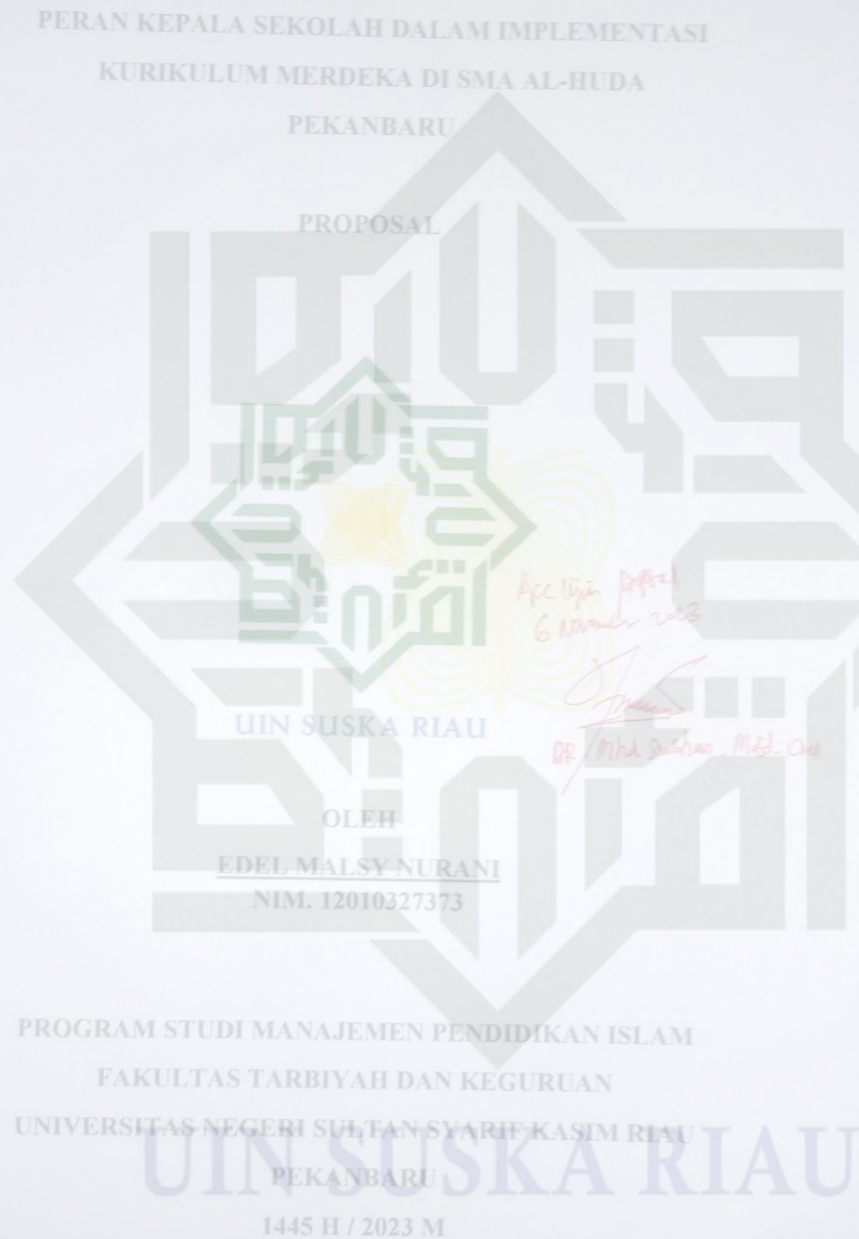 PERAN KEPALA SEKOLAH DALAM IMPLEMENTASI
KURIKULUM MERDEKA DI SMA AL-HUDA
PEKANBARU
PROPOSAL
6 November 2023
UIN SUSKA RIAU
DR
OLEH
EDEL MALSY NURANI
NIM. 12010327373
PROGRAM STUDI MANAJEMEN PENDIDIKAN ISLAM
FAKULTAS TARBIYAH DAN KEGURUAN
UNIVERSITAS NEGERI SULTAN SYARIF KASIM RIAU
UIN SUSKA RIAU
PEKANBARU
1445 H / 2023 M